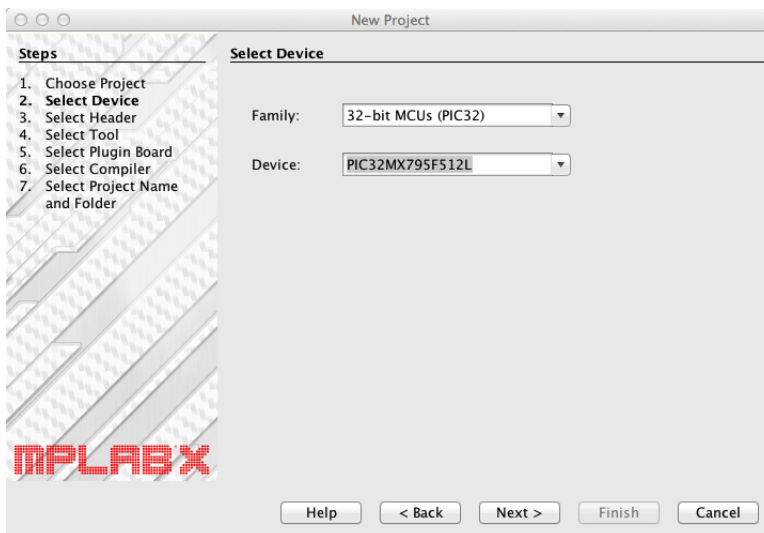 New Project
Steps
1. Choose Project
2. Select Device
3. Select Header
4. Select Tool
5. Select Plugin Board
6. Select Compiler
7. Select Project Name
and Folder
MPLAB X
Select Device
Family: 32-bit MCUs (PIC32)
Device: PIC32MX795F512L
Help < Back Next > Finish Cancel